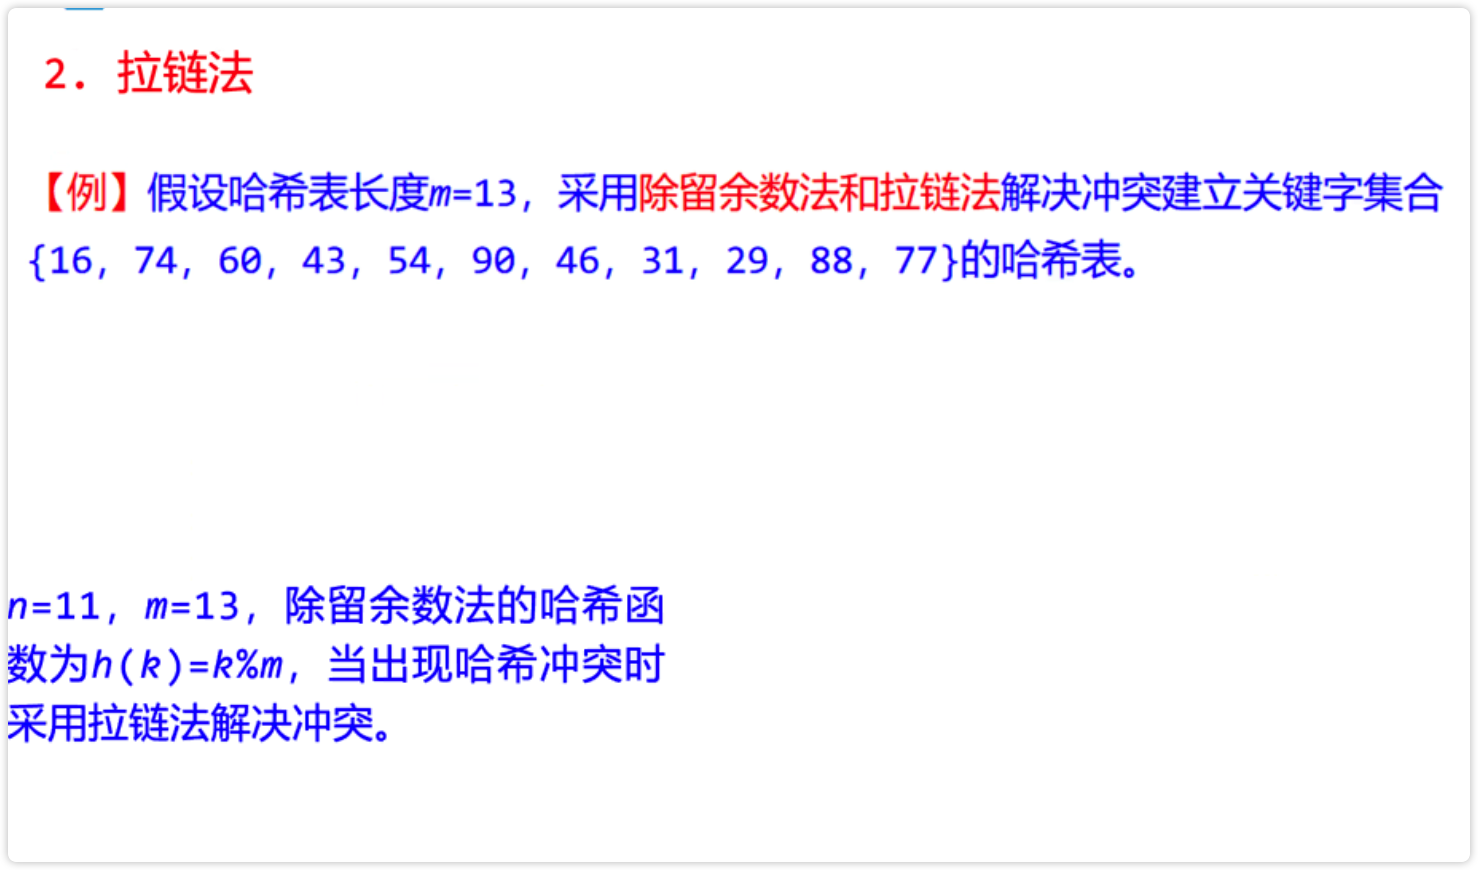 2. 拉链法
【例】假设哈希表长度m=13, 采用除留余数法和拉链法解决冲突建立关键字集合
{16, 74, 60, 43, 54, 90, 46, 31, 29, 88, 77}的哈希表。
n=11, m=13, 除留余数法的哈希函
数为h(k)=k%m, 当出现哈希冲突时
采用拉链法解决冲突。